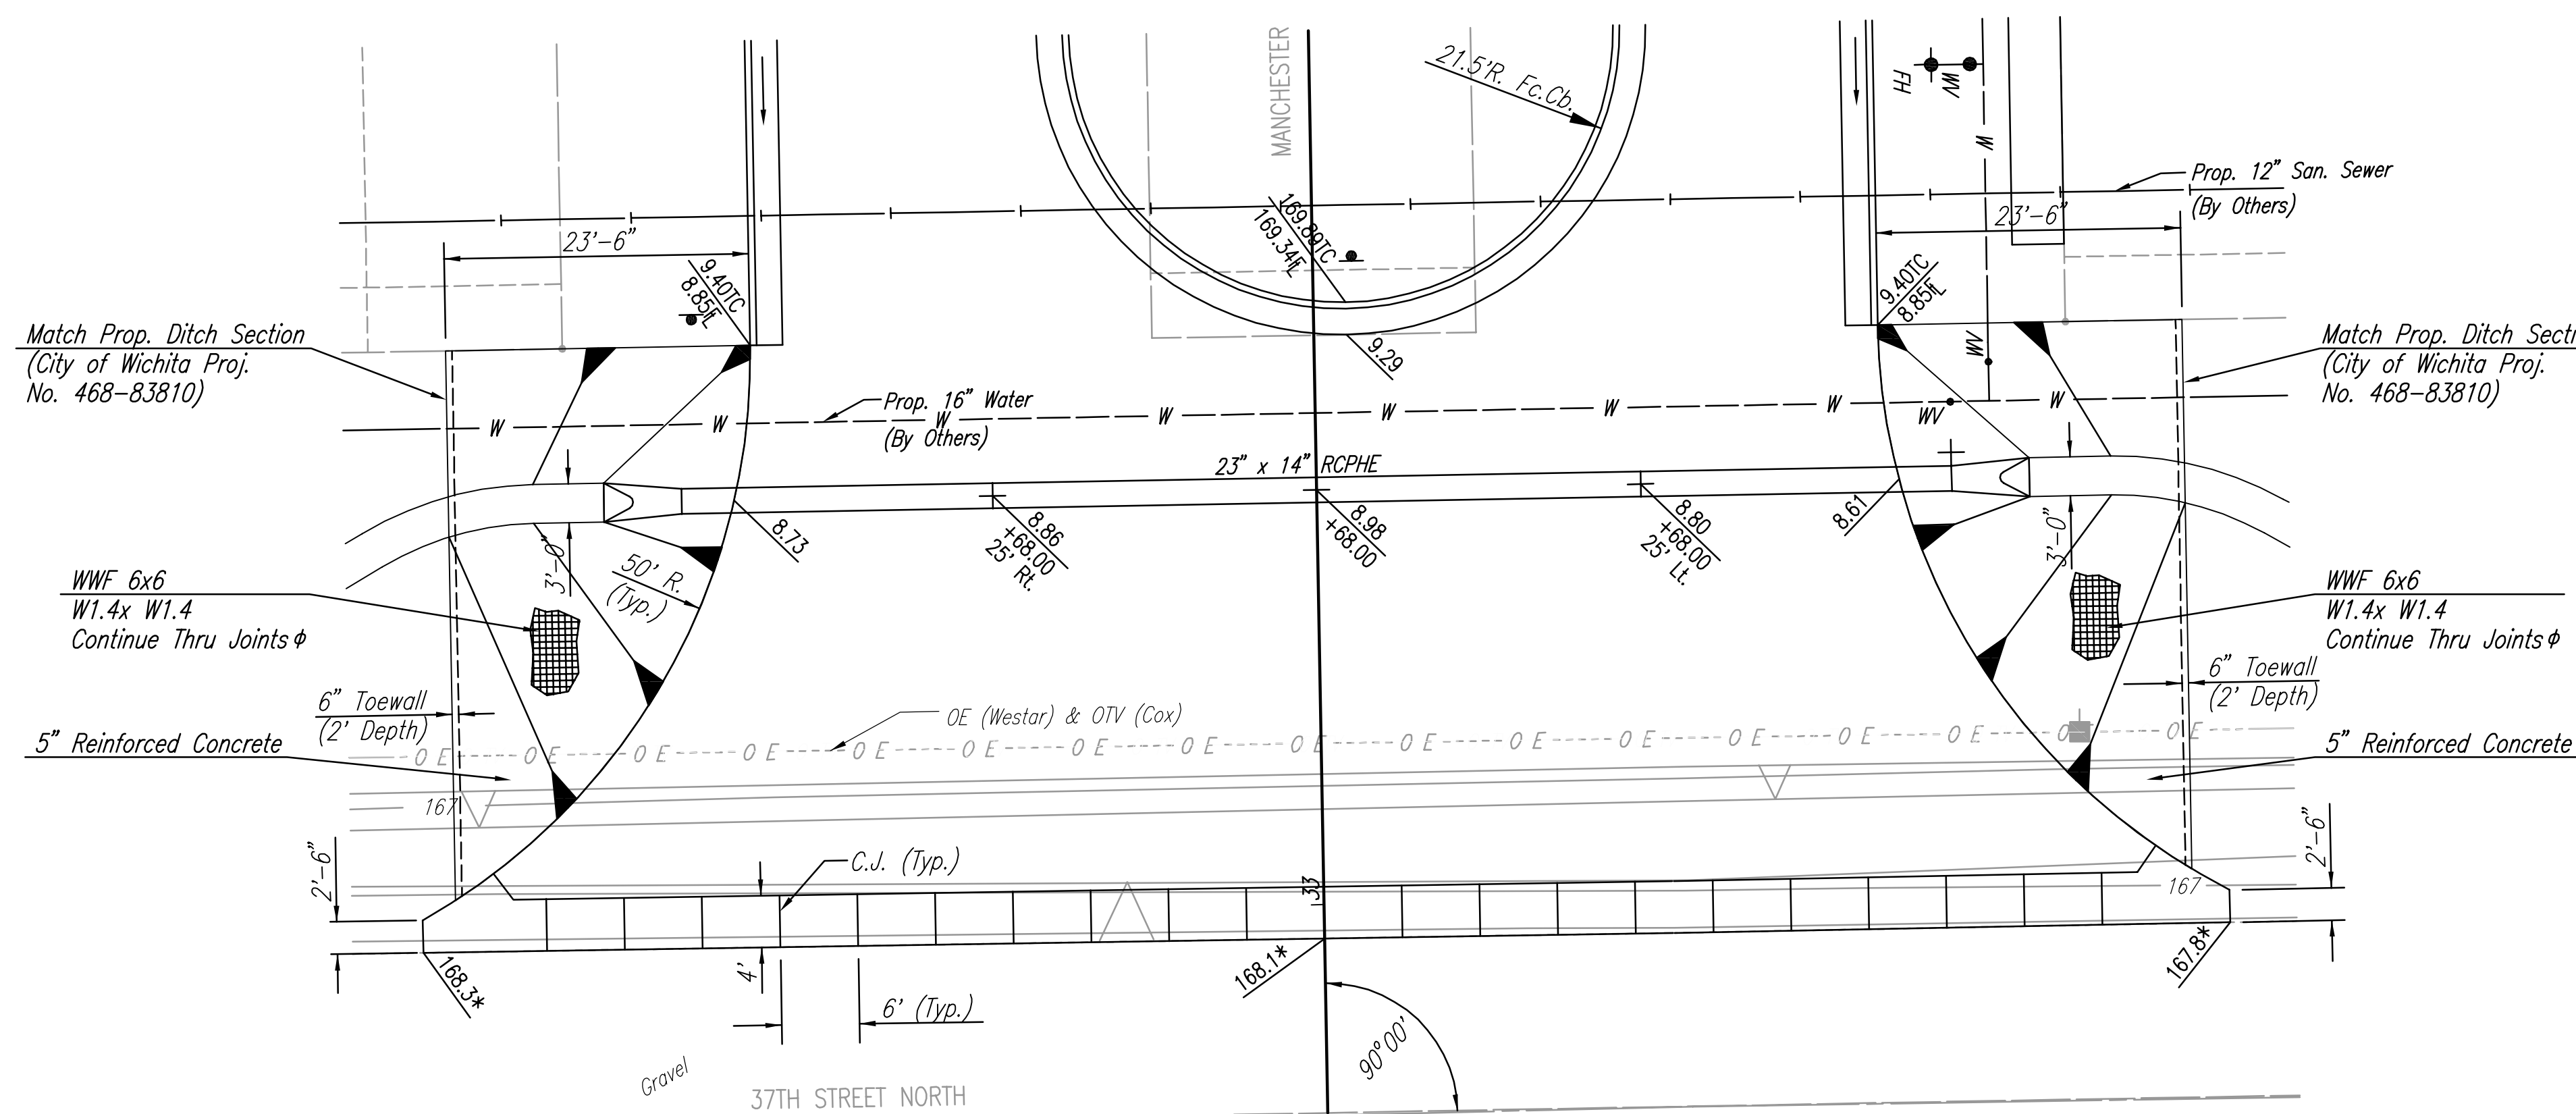 MANCHESTER
21.5'R. Fc.Cb.
FH
WV
W
Prop. 12" San. Sewer
(By Others)
23'-6"
23'-6"
169.89TC
169.34℄
9.40TC
8.85℄
9.40TC
8.85℄
Match Prop. Ditch Section
(City of Wichita Proj.
No. 468-83810)
Match Prop. Ditch Secti
(City of Wichita Proj.
No. 468-83810)
9.29
WV
Prop. 16" Water
(By Others)
W W W W W W W W
WV
23" x 14" RCPHE
8.73
8.86
+68.00
25' Rt.
8.98
+68.00
8.80
+68.00
25' Lt.
8.61
3'-0"
3'-0"
50' R.
(Typ.)
WWF 6x6
W1.4x W1.4
Continue Thru Joints ϕ
WWF 6x6
W1.4x W1.4
Continue Thru Joints ϕ
6" Toewall
(2' Depth)
6" Toewall
(2' Depth)
OE (Westar) & OTV (Cox)
O E O E O E O E O E O E O E O E O E O E O E O E O E O E O E O E O E
5" Reinforced Concrete
5" Reinforced Concrete
167
167
2'-6"
2'-6"
C.J. (Typ.)
33
168.3*
168.1*
167.8*
4'
6' (Typ.)
90°00'
Gravel
37TH STREET NORTH